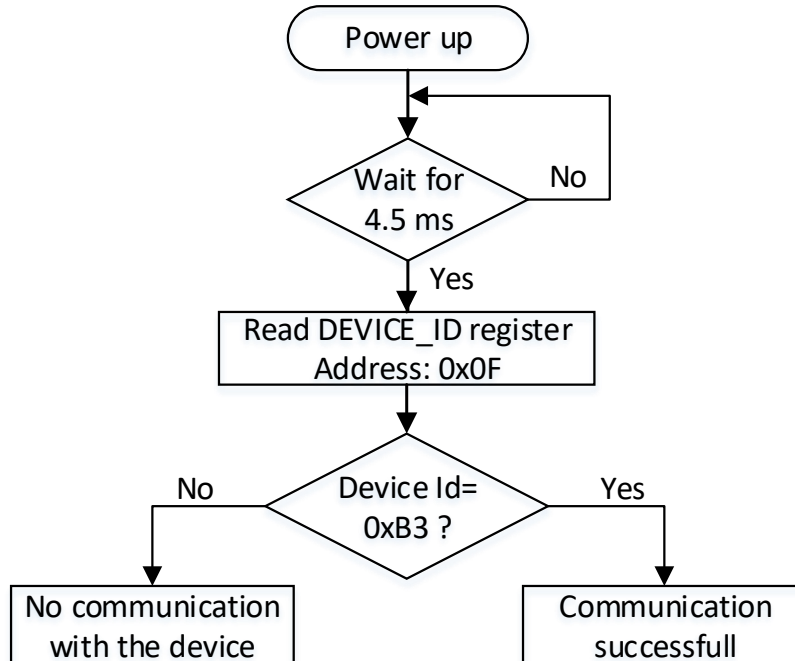 Power up
Wait for
4.5 ms
No
Yes
Read DEVICE_ID register
Address: 0x0F
Device Id=
0xB3 ?
No
Yes
No communication
with the device
Communication
successfull